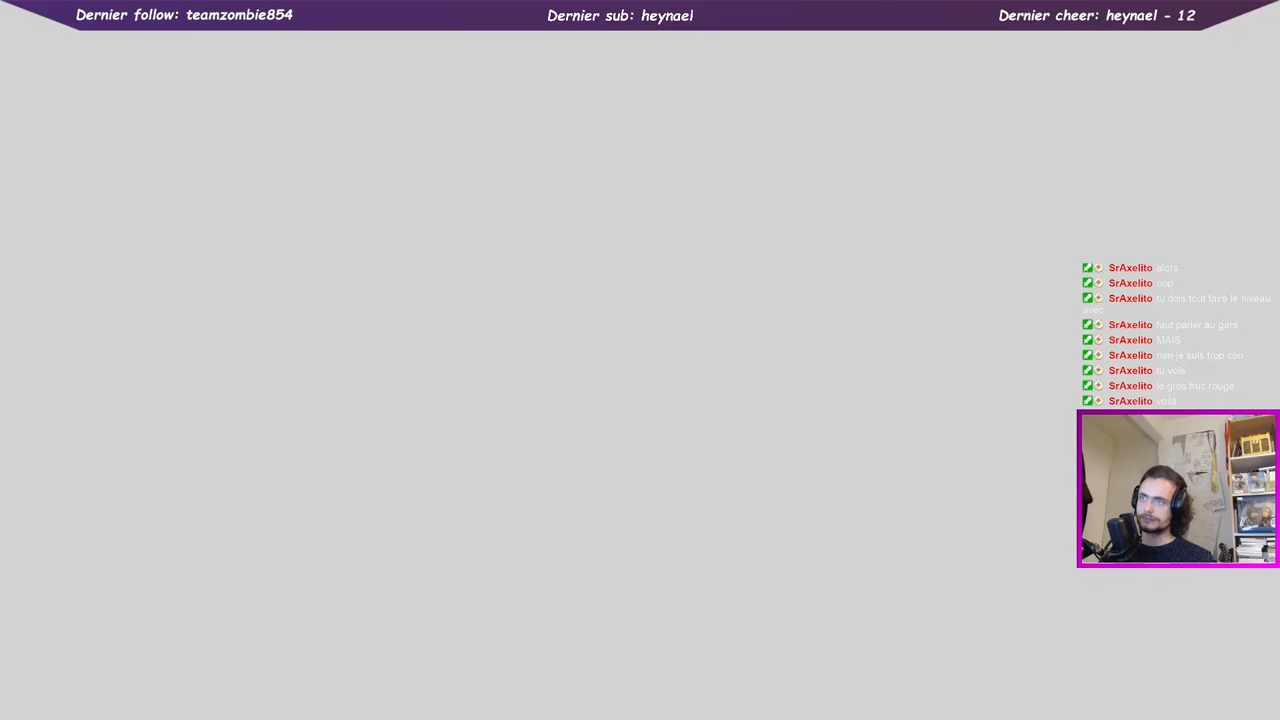 Dernier follow: teamzombie854
Dernier sub: heynael
Dernier cheer: heynael - 12
SrAxelito alors
SrAxelito nop
SrAxelito tu dois tout faire le niveau
avec
SrAxelito faut parler au gars
SrAxelito MAIS
SrAxelito nan je suis trop con
SrAxelito tu vois
SrAxelito le gros truc rouge
SrAxelito voilà